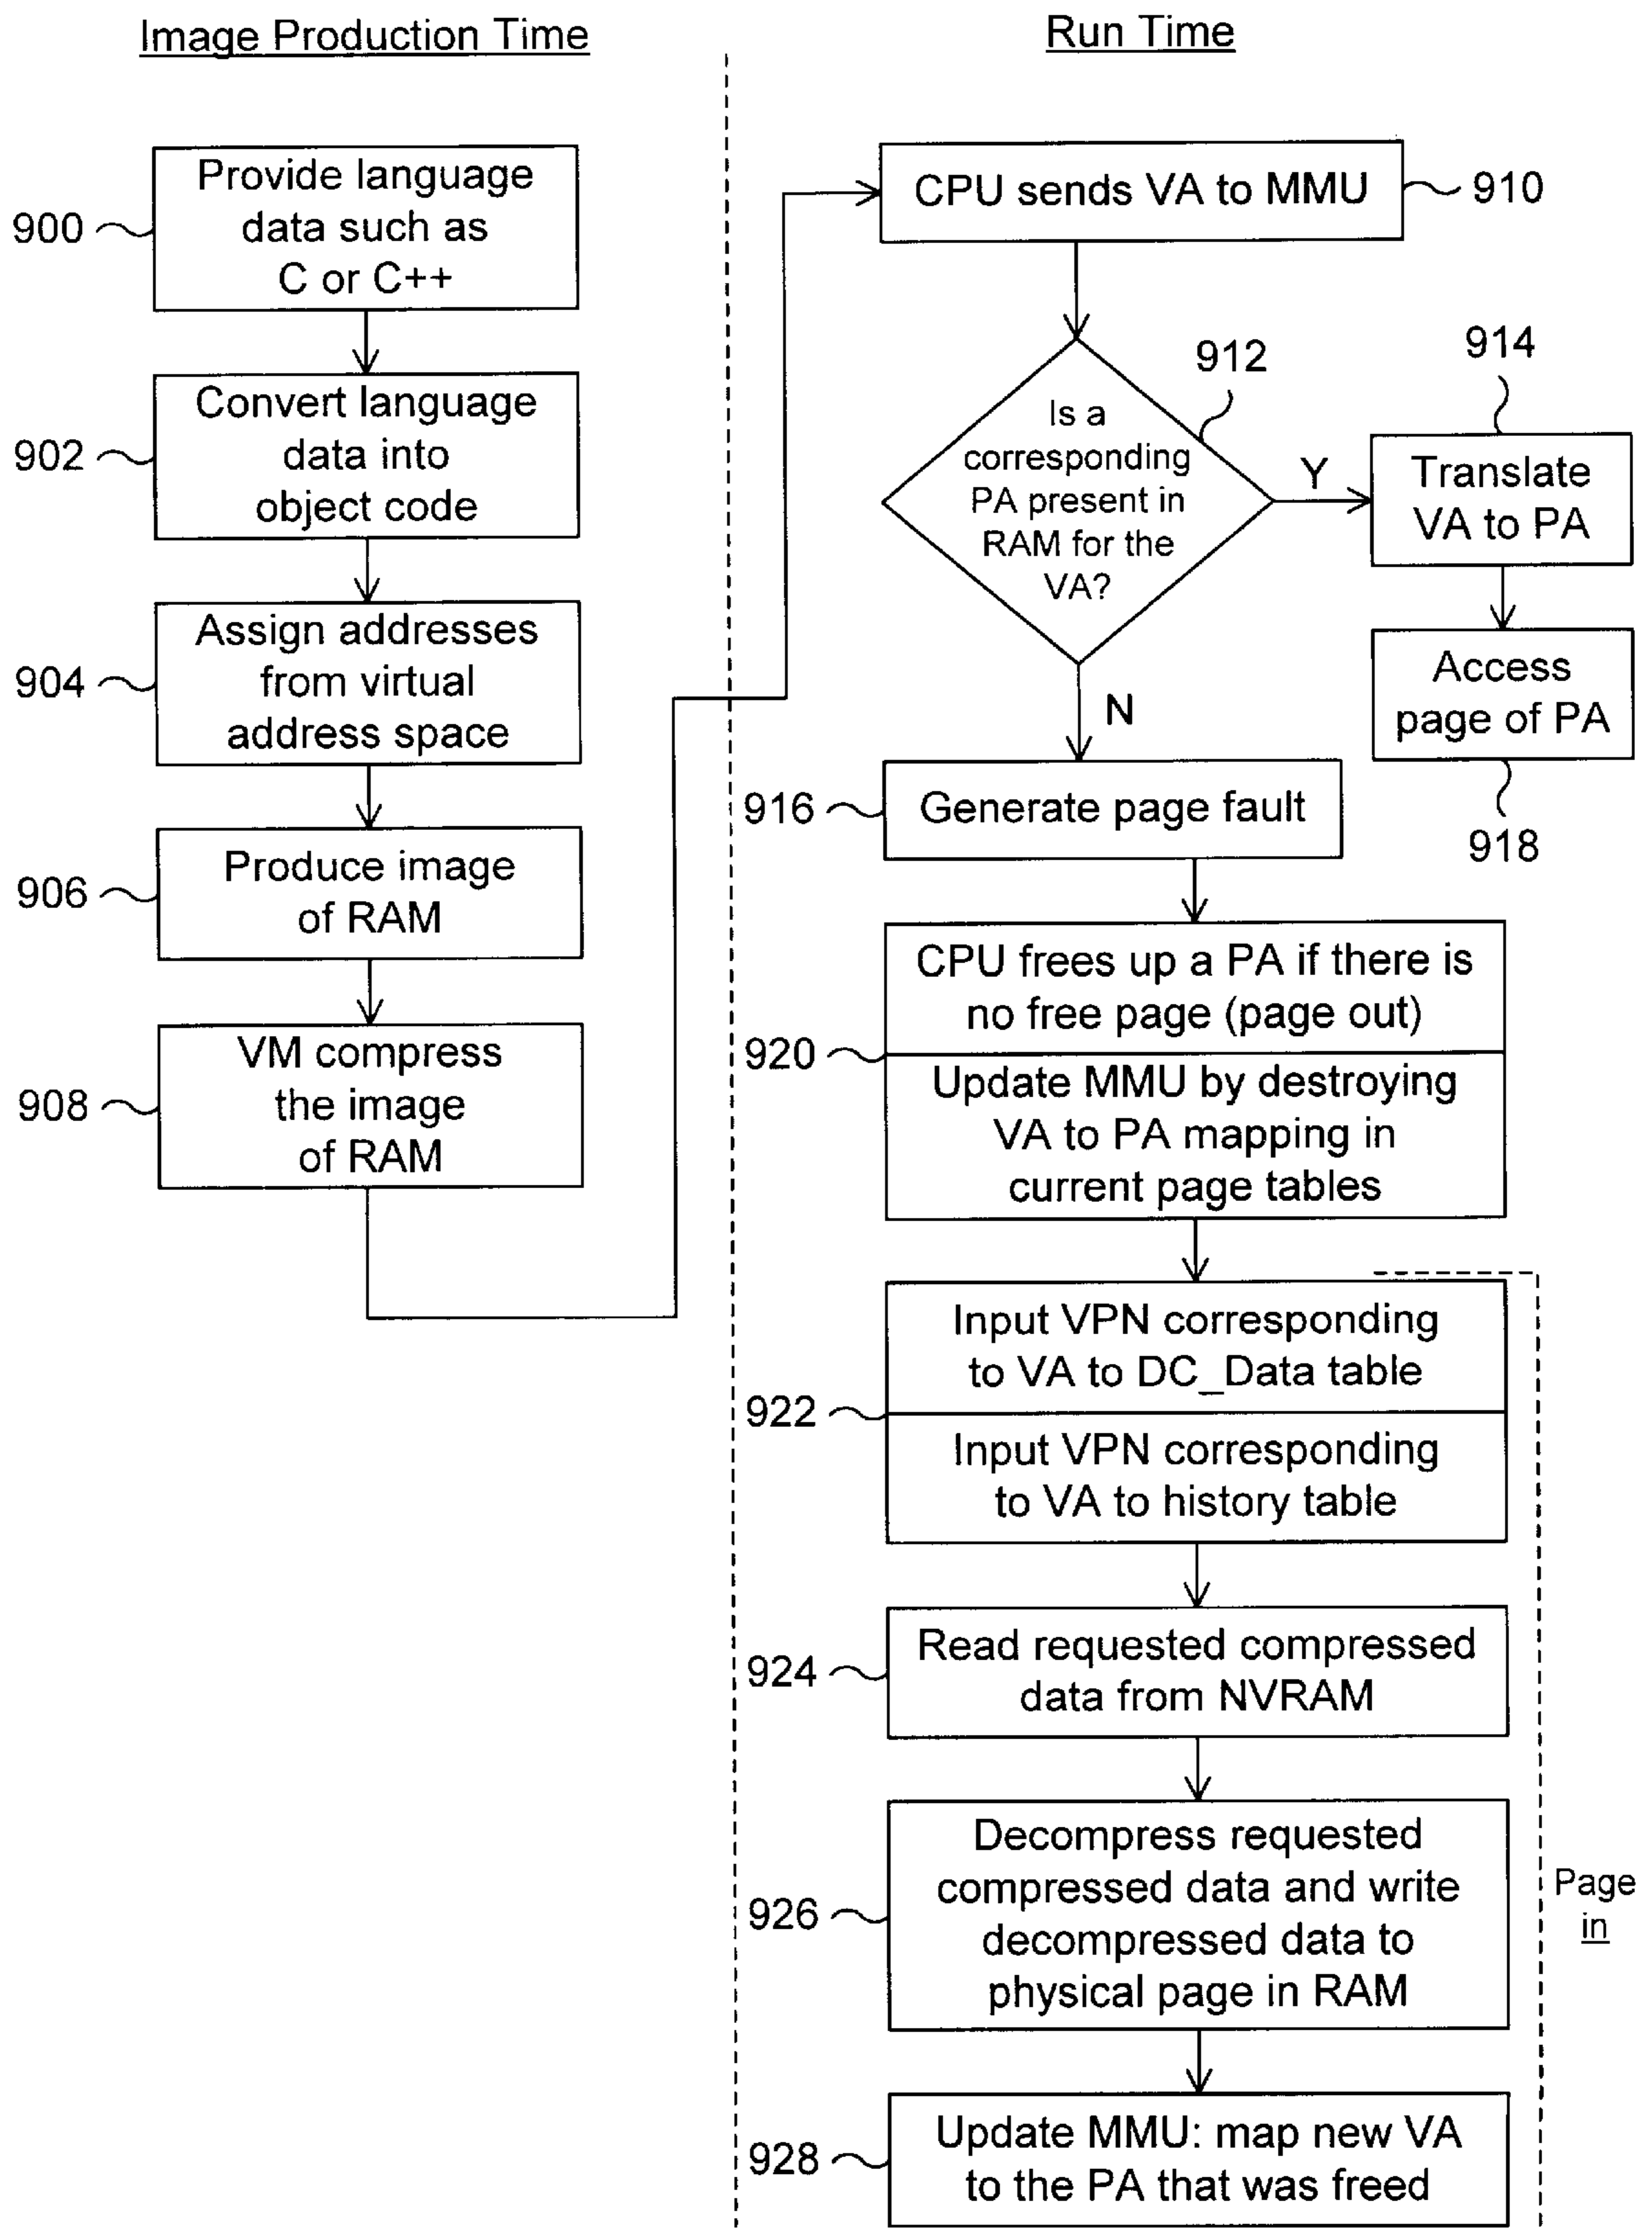 Image Production Time
900
Provide language
data such as
C or C++
902
Convert language
data into
object code
904
Assign addresses
from virtual
address space
906
Produce image
of RAM
908
VM compress
the image
of RAM
Run Time
CPU sends VA to MMU
910
912
Is a
corresponding
PA present in
RAM for the
VA?
Y
914
Translate
VA to PA
Access
page of PA
918
N
916
Generate page fault
920
CPU frees up a PA if there is
no free page (page out)
Update MMU by destroying
VA to PA mapping in
current page tables
922
Input VPN corresponding
to VA to DC_Data table
Input VPN corresponding
to VA to history table
924
Read requested compressed
data from NVRAM
926
Decompress requested
compressed data and write
decompressed data to
physical page in RAM
Page
in
928
Update MMU: map new VA
to the PA that was freed